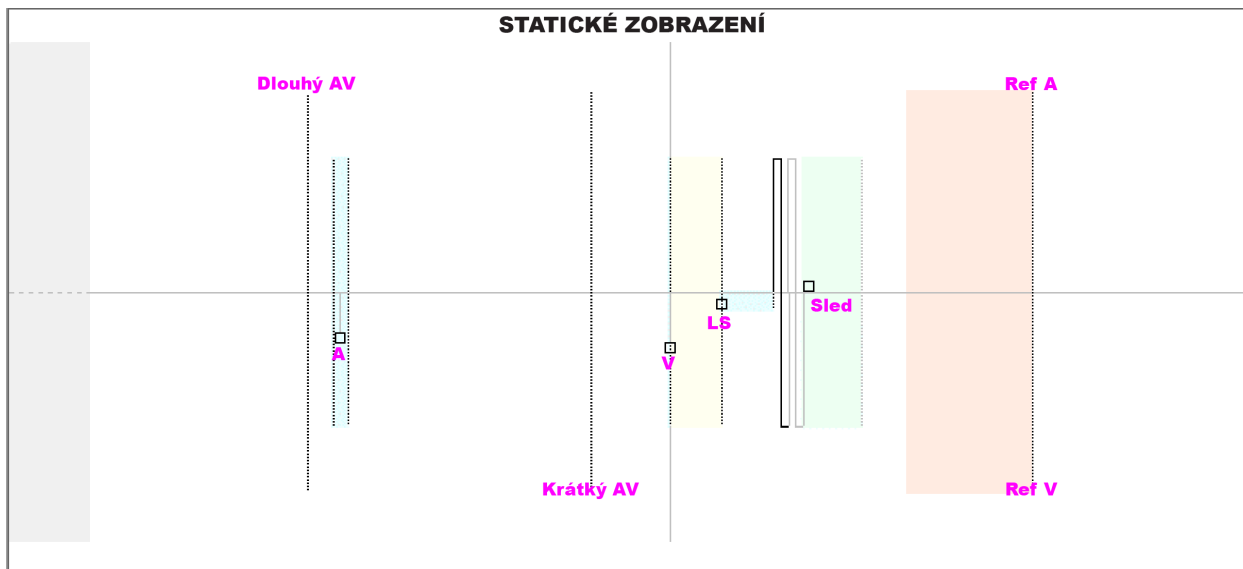 STATICKÉ ZOBRAZENÍ
Dlouhý AV
Ref A
Sled
LS
A
V
Krátký AV
Ref V